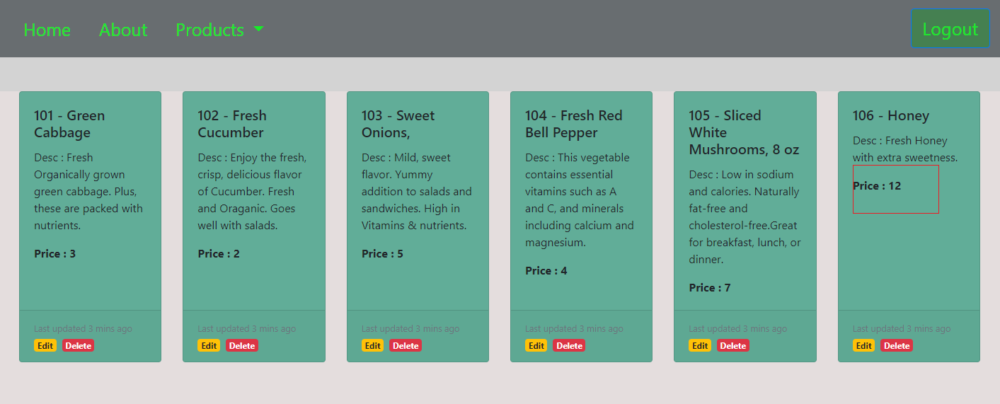 Home About Products Logout
101 - Green
Cabbage
Desc : Fresh
Organically grown
green cabbage. Plus,
these are packed with
nutrients.
Price : 3
Last updated 3 mins ago
Edit Delete
102 - Fresh
Cucumber
Desc : Enjoy the fresh,
crisp, delicious flavor
of Cucumber. Fresh
and Oraganic. Goes
well with salads.
Price : 2
Last updated 3 mins ago
Edit Delete
103 - Sweet
Onions,
Desc : Mild, sweet
flavor. Yummy
addition to salads and
sandwiches. High in
Vitamins & nutrients.
Price : 5
Last updated 3 mins ago
Edit Delete
104 - Fresh Red
Bell Pepper
Desc : This vegetable
contains essential
vitamins such as A
and C, and minerals
including calcium and
magnesium.
Price : 4
Last updated 3 mins ago
Edit Delete
105 - Sliced
White
Mushrooms, 8 oz
Desc : Low in sodium
and calories. Naturally
fat-free and
cholesterol-free.Great
for breakfast, lunch, or
dinner.
Price : 7
Last updated 3 mins ago
Edit Delete
106 - Honey
Desc : Fresh Honey
with extra sweetness.
Price : 12
Last updated 3 mins ago
Edit Delete